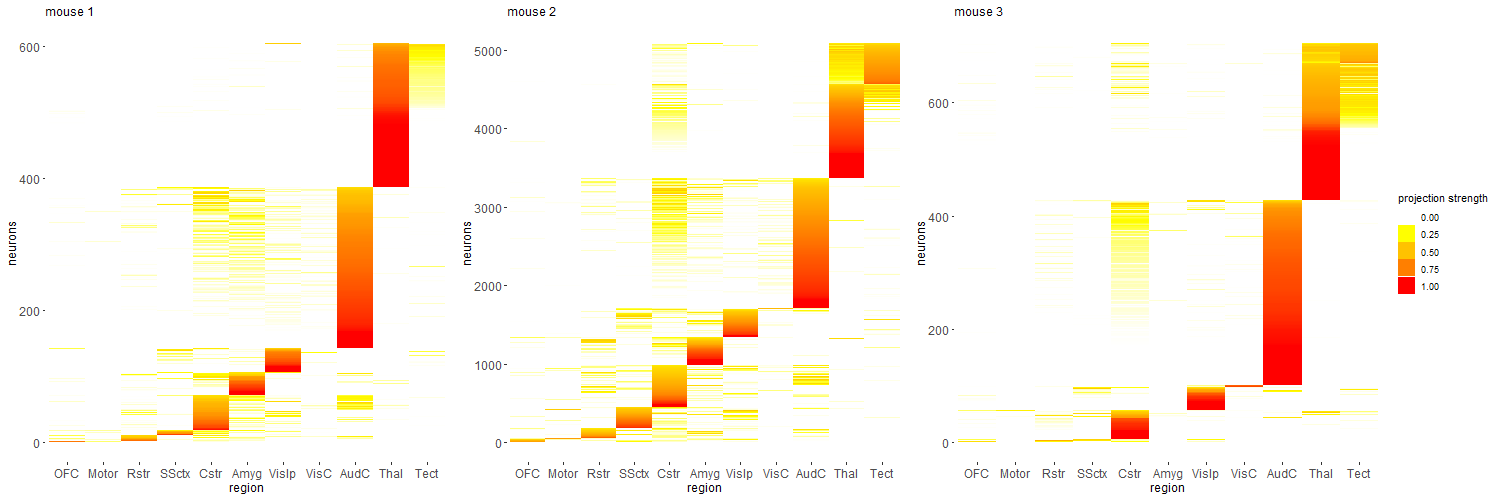 mouse 1
neurons
600
400
200
0
OFC Motor Rstr SSctx Cstr Amyg VisIp VisC AudC Thal Tect
region
mouse 2
neurons
5000
4000
3000
2000
1000
0
OFC Motor Rstr SSctx Cstr Amyg VisIp VisC AudC Thal Tect
region
mouse 3
neurons
600
400
200
0
OFC Motor Rstr SSctx Cstr Amyg VisIp VisC AudC Thal Tect
region
projection strength
0.00
0.25
0.50
0.75
1.00